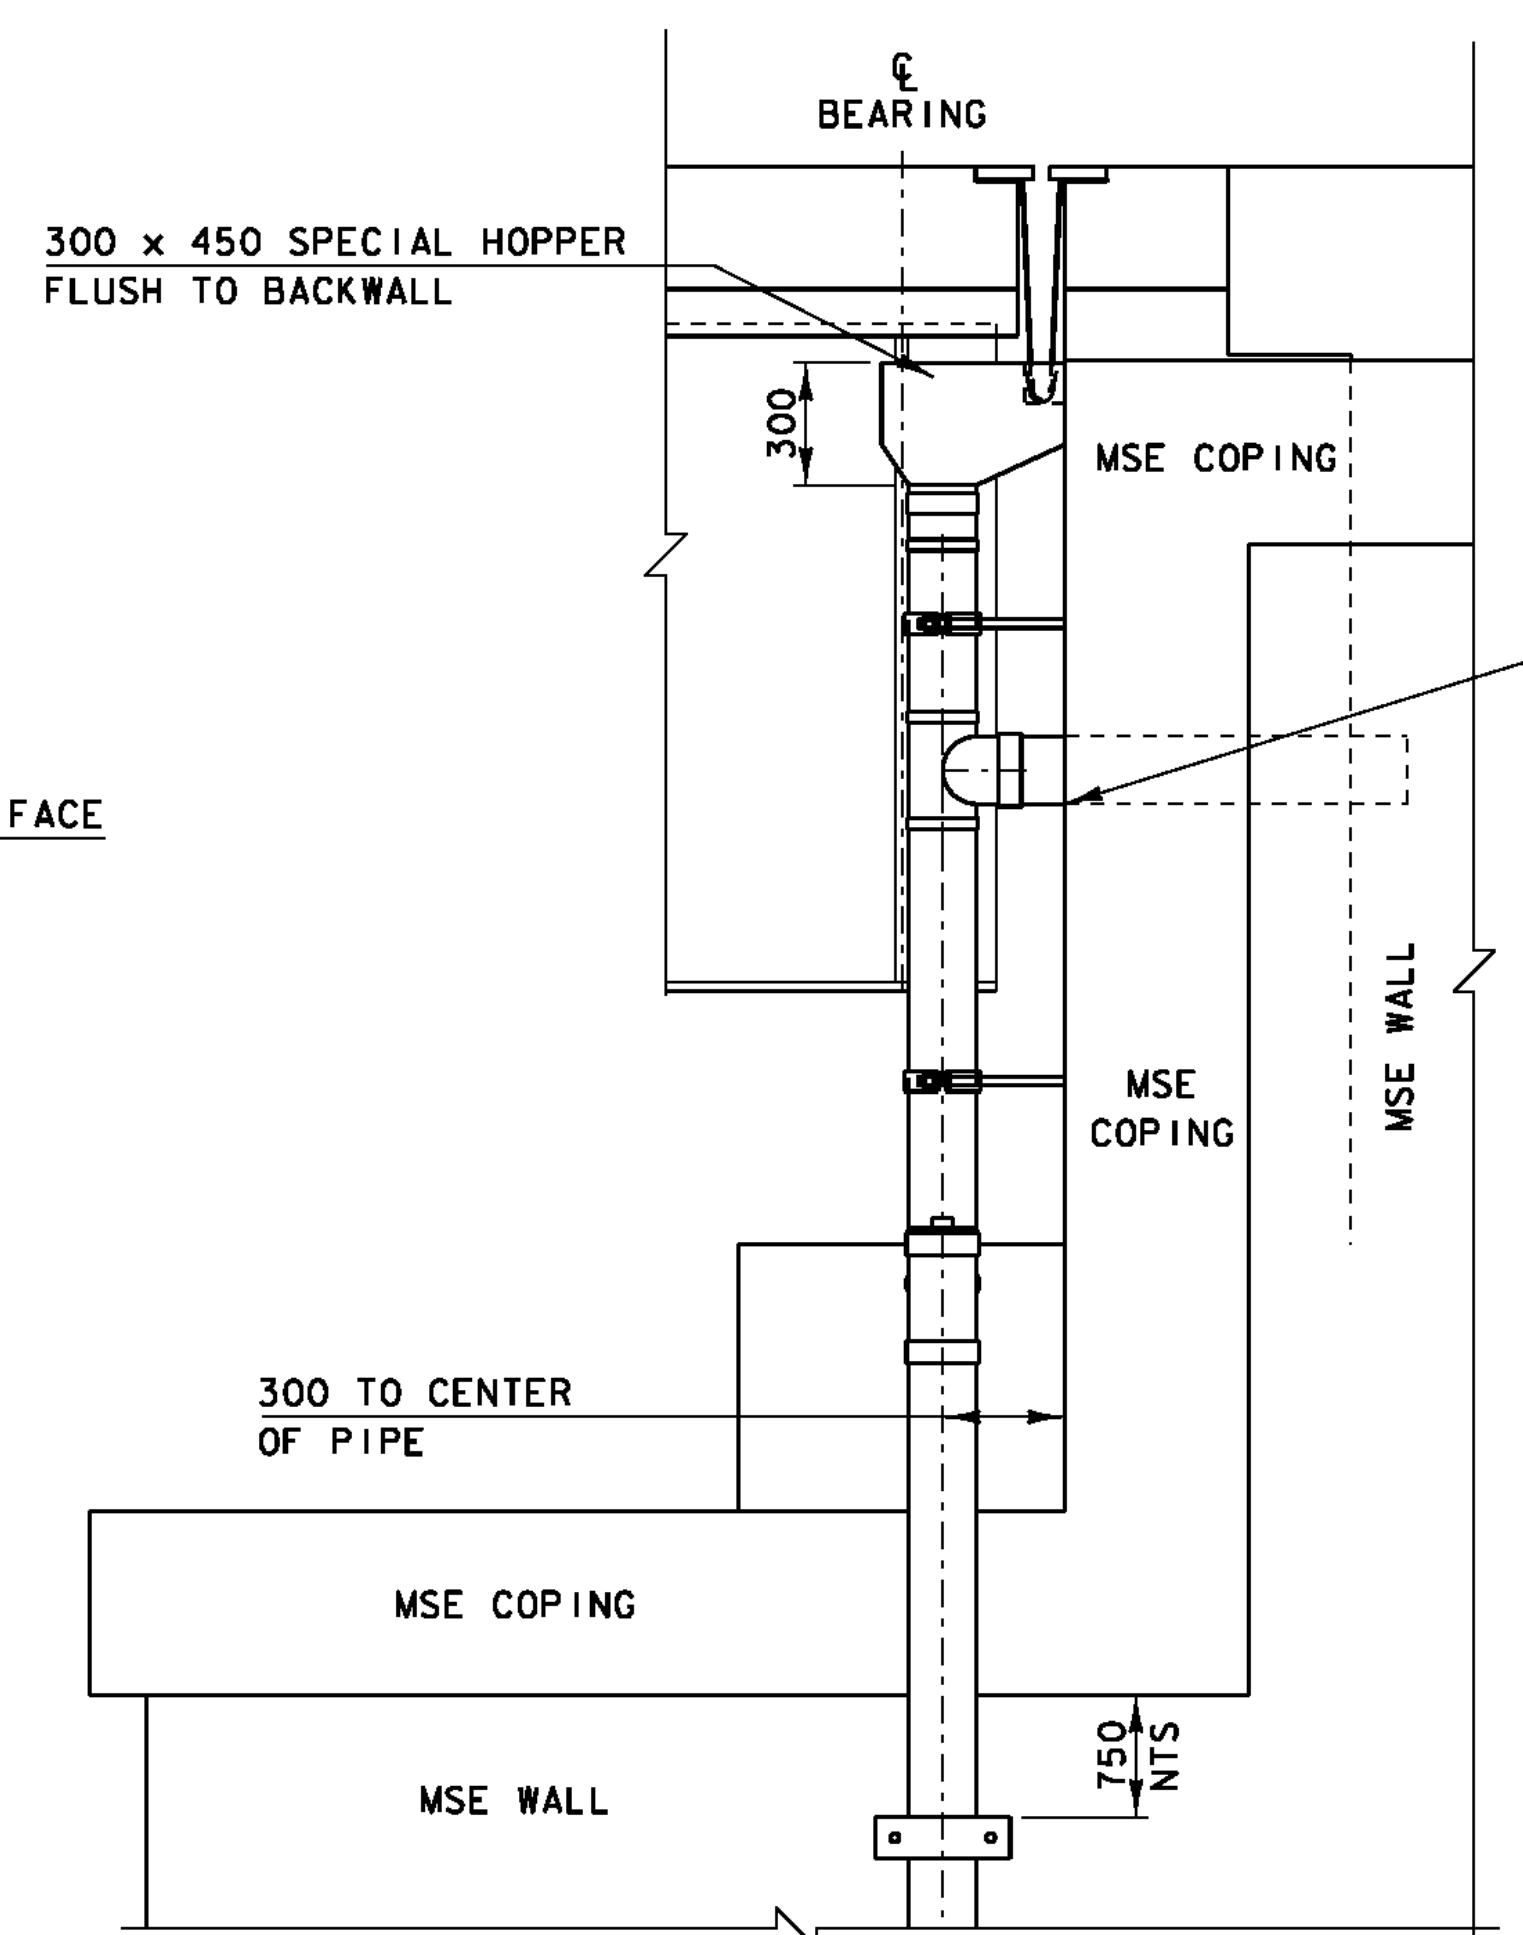 ℄
BEARING
300 x 450 SPECIAL HOPPER
FLUSH TO BACKWALL
300
MSE COPING
FACE
MSE WALL
MSE
COPING
300 TO CENTER
OF PIPE
MSE COPING
750
NTS
MSE WALL